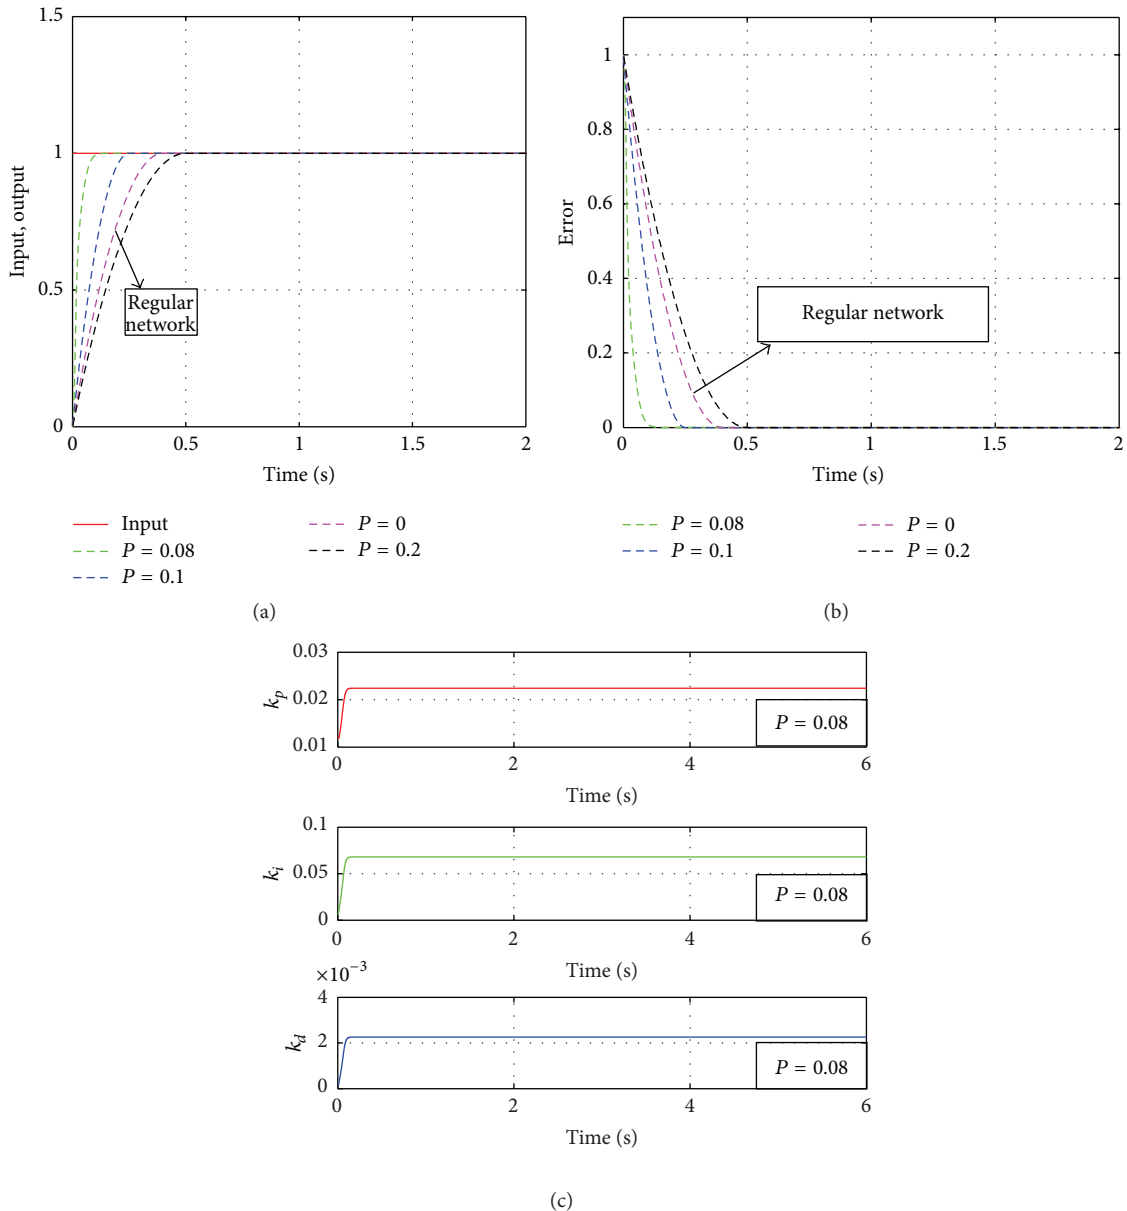 1.5
1
0.5
0
Input, output
Regular
network
0
0.5
1
1.5
2
Time (s)
Input
P = 0.08
P = 0.1
P = 0
P = 0.2
(a)
1
0.8
0.6
0.4
0.2
0
Error
Regular network
0
0.5
1
1.5
2
Time (s)
P = 0.08
P = 0.1
P = 0
P = 0.2
(b)
0.03
0.02
0.01
k_p
P = 0.08
0
2
4
6
Time (s)
0.1
0.05
0
k_i
P = 0.08
0
2
4
6
Time (s)
×10⁻³
4
2
0
k_d
P = 0.08
0
2
4
6
Time (s)
(c)